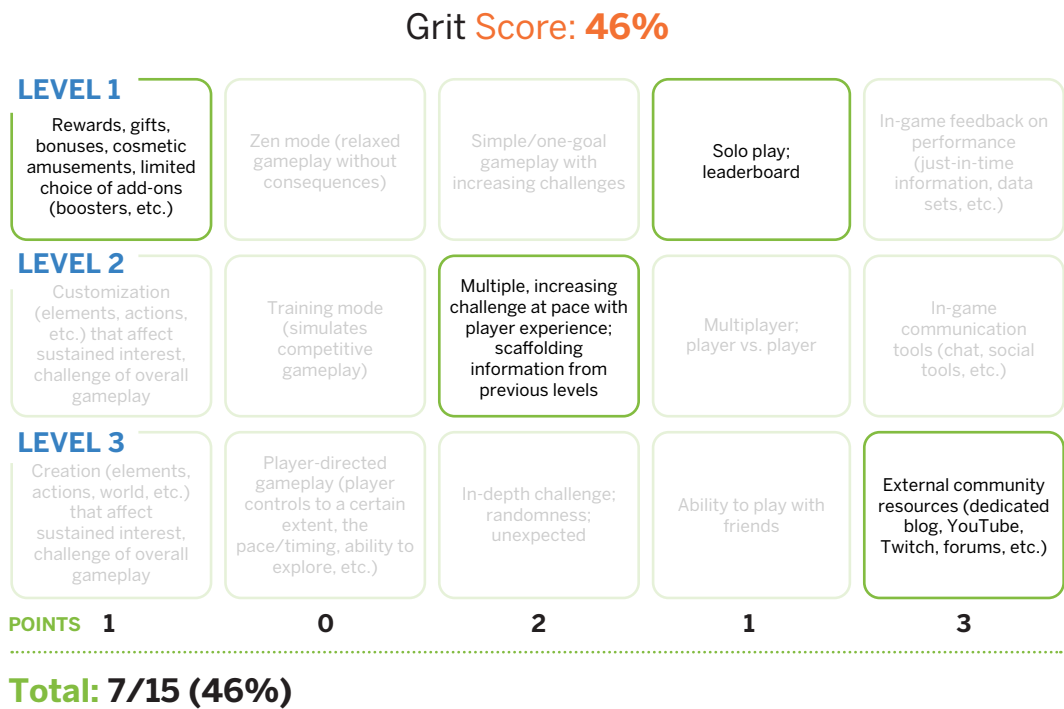 Grit Score: 46%
LEVEL 1
Rewards, gifts,
bonuses, cosmetic
amusements, limited
choice of add-ons
(boosters, etc.)
Zen mode (relaxed
gameplay without
consequences)
Simple/one-goal
gameplay with
increasing challenges
Solo play;
leaderboard
In-game feedback on
performance
(just-in-time
information, data
sets, etc.)
LEVEL 2
Customization
(elements, actions,
etc.) that affect
sustained interest,
challenge of overall
gameplay
Training mode
(simulates
competitive
gameplay)
Multiple, increasing
challenge at pace with
player experience;
scaffolding
information from
previous levels
Multiplayer;
player vs. player
In-game
communication
tools (chat, social
tools, etc.)
LEVEL 3
Creation (elements,
actions, world, etc.)
that affect
sustained interest,
challenge of overall
gameplay
Player-directed
gameplay (player
controls to a certain
extent, the
pace/timing, ability to
explore, etc.)
In-depth challenge;
randomness;
unexpected
Ability to play with
friends
External community
resources (dedicated
blog, YouTube,
Twitch, forums, etc.)
POINTS 1 0 2 1 3
Total: 7/15 (46%)